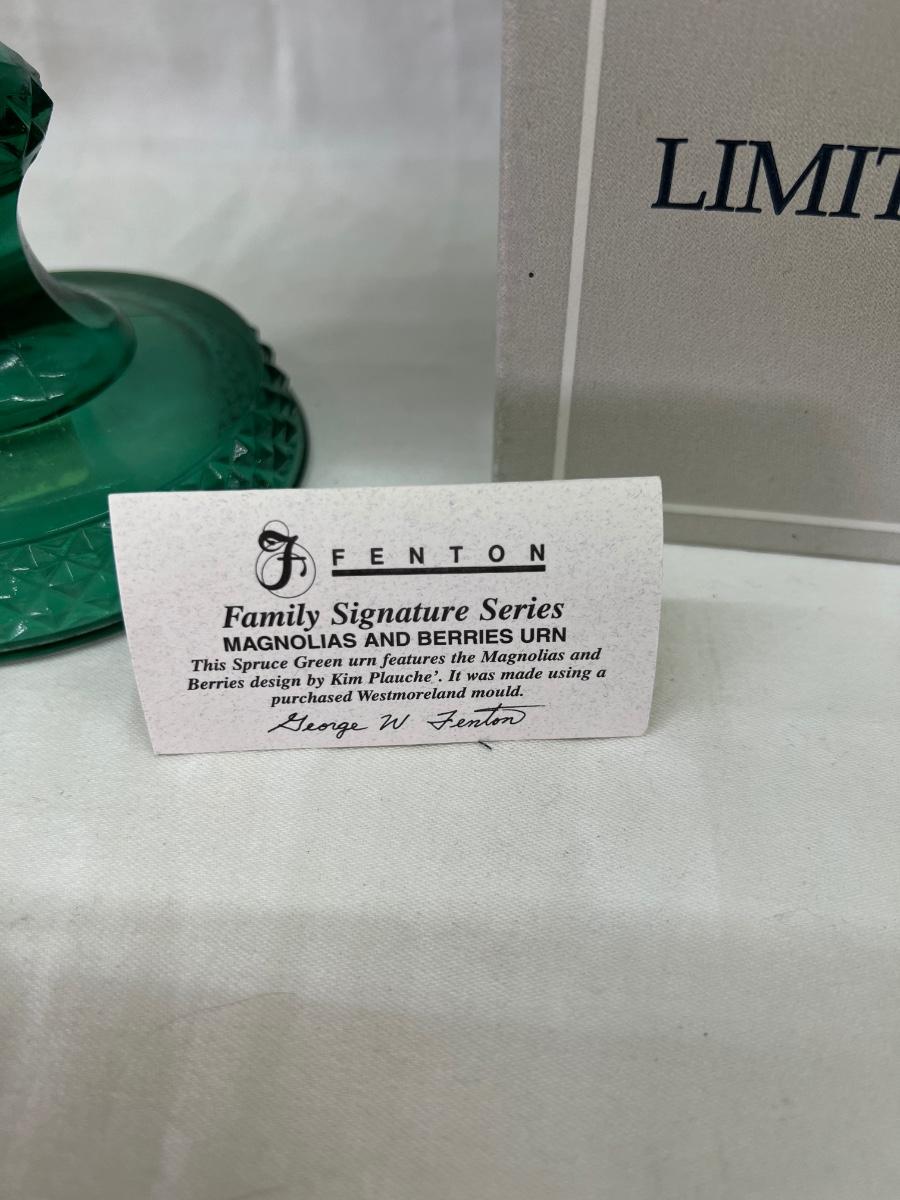 LIMIT
F FENTON
Family Signature Series
MAGNOLIAS AND BERRIES URN
This Spruce Green urn features the Magnolias and
Berries design by Kim Plauche'. It was made using a
purchased Westmoreland mould.
George W Fenton